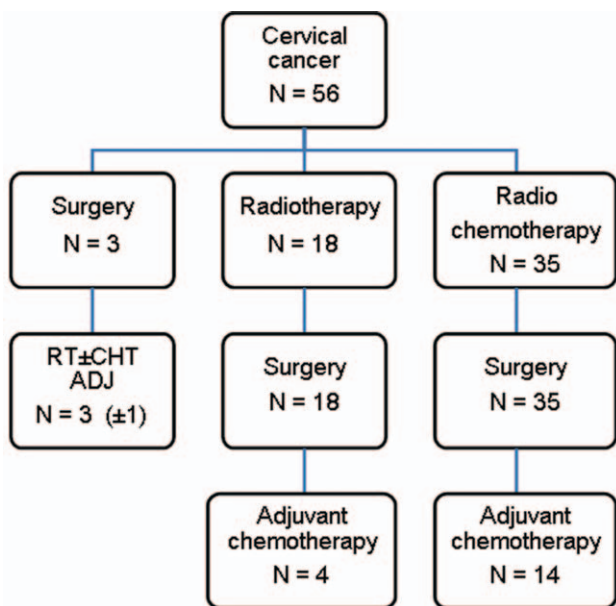 Cervical
cancer
N = 56
Surgery
N = 3
Radiotherapy
N = 18
Radio
chemotherapy
N = 35
RT±CHT
ADJ
N = 3 (±1)
Surgery
N = 18
Surgery
N = 35
Adjuvant
chemotherapy
N = 4
Adjuvant
chemotherapy
N = 14